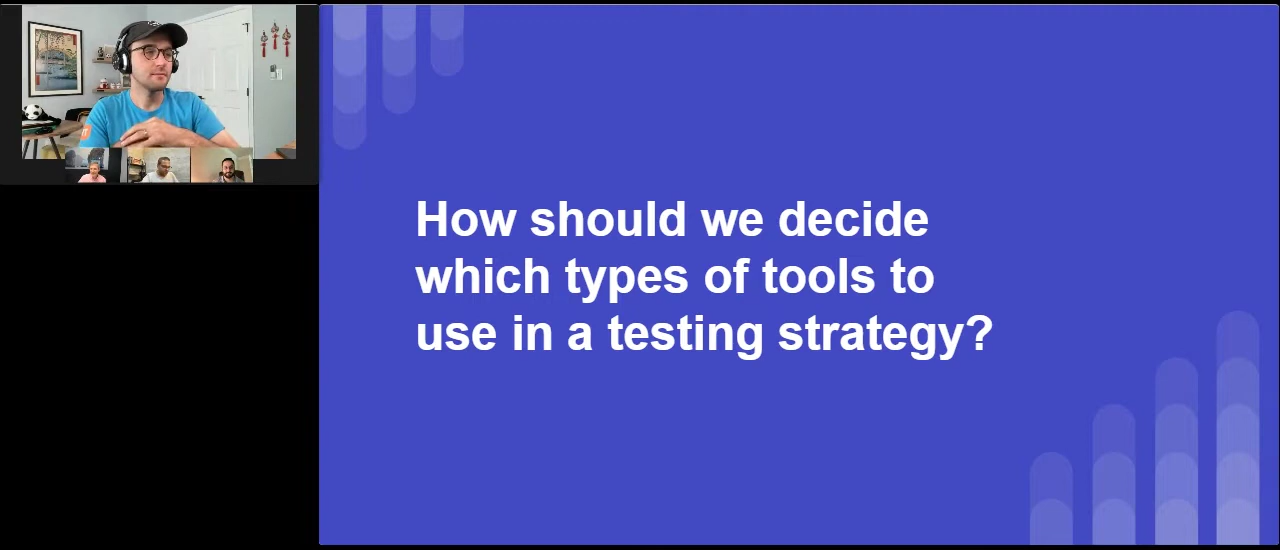 How should we decide
which types of tools to
use in a testing strategy?